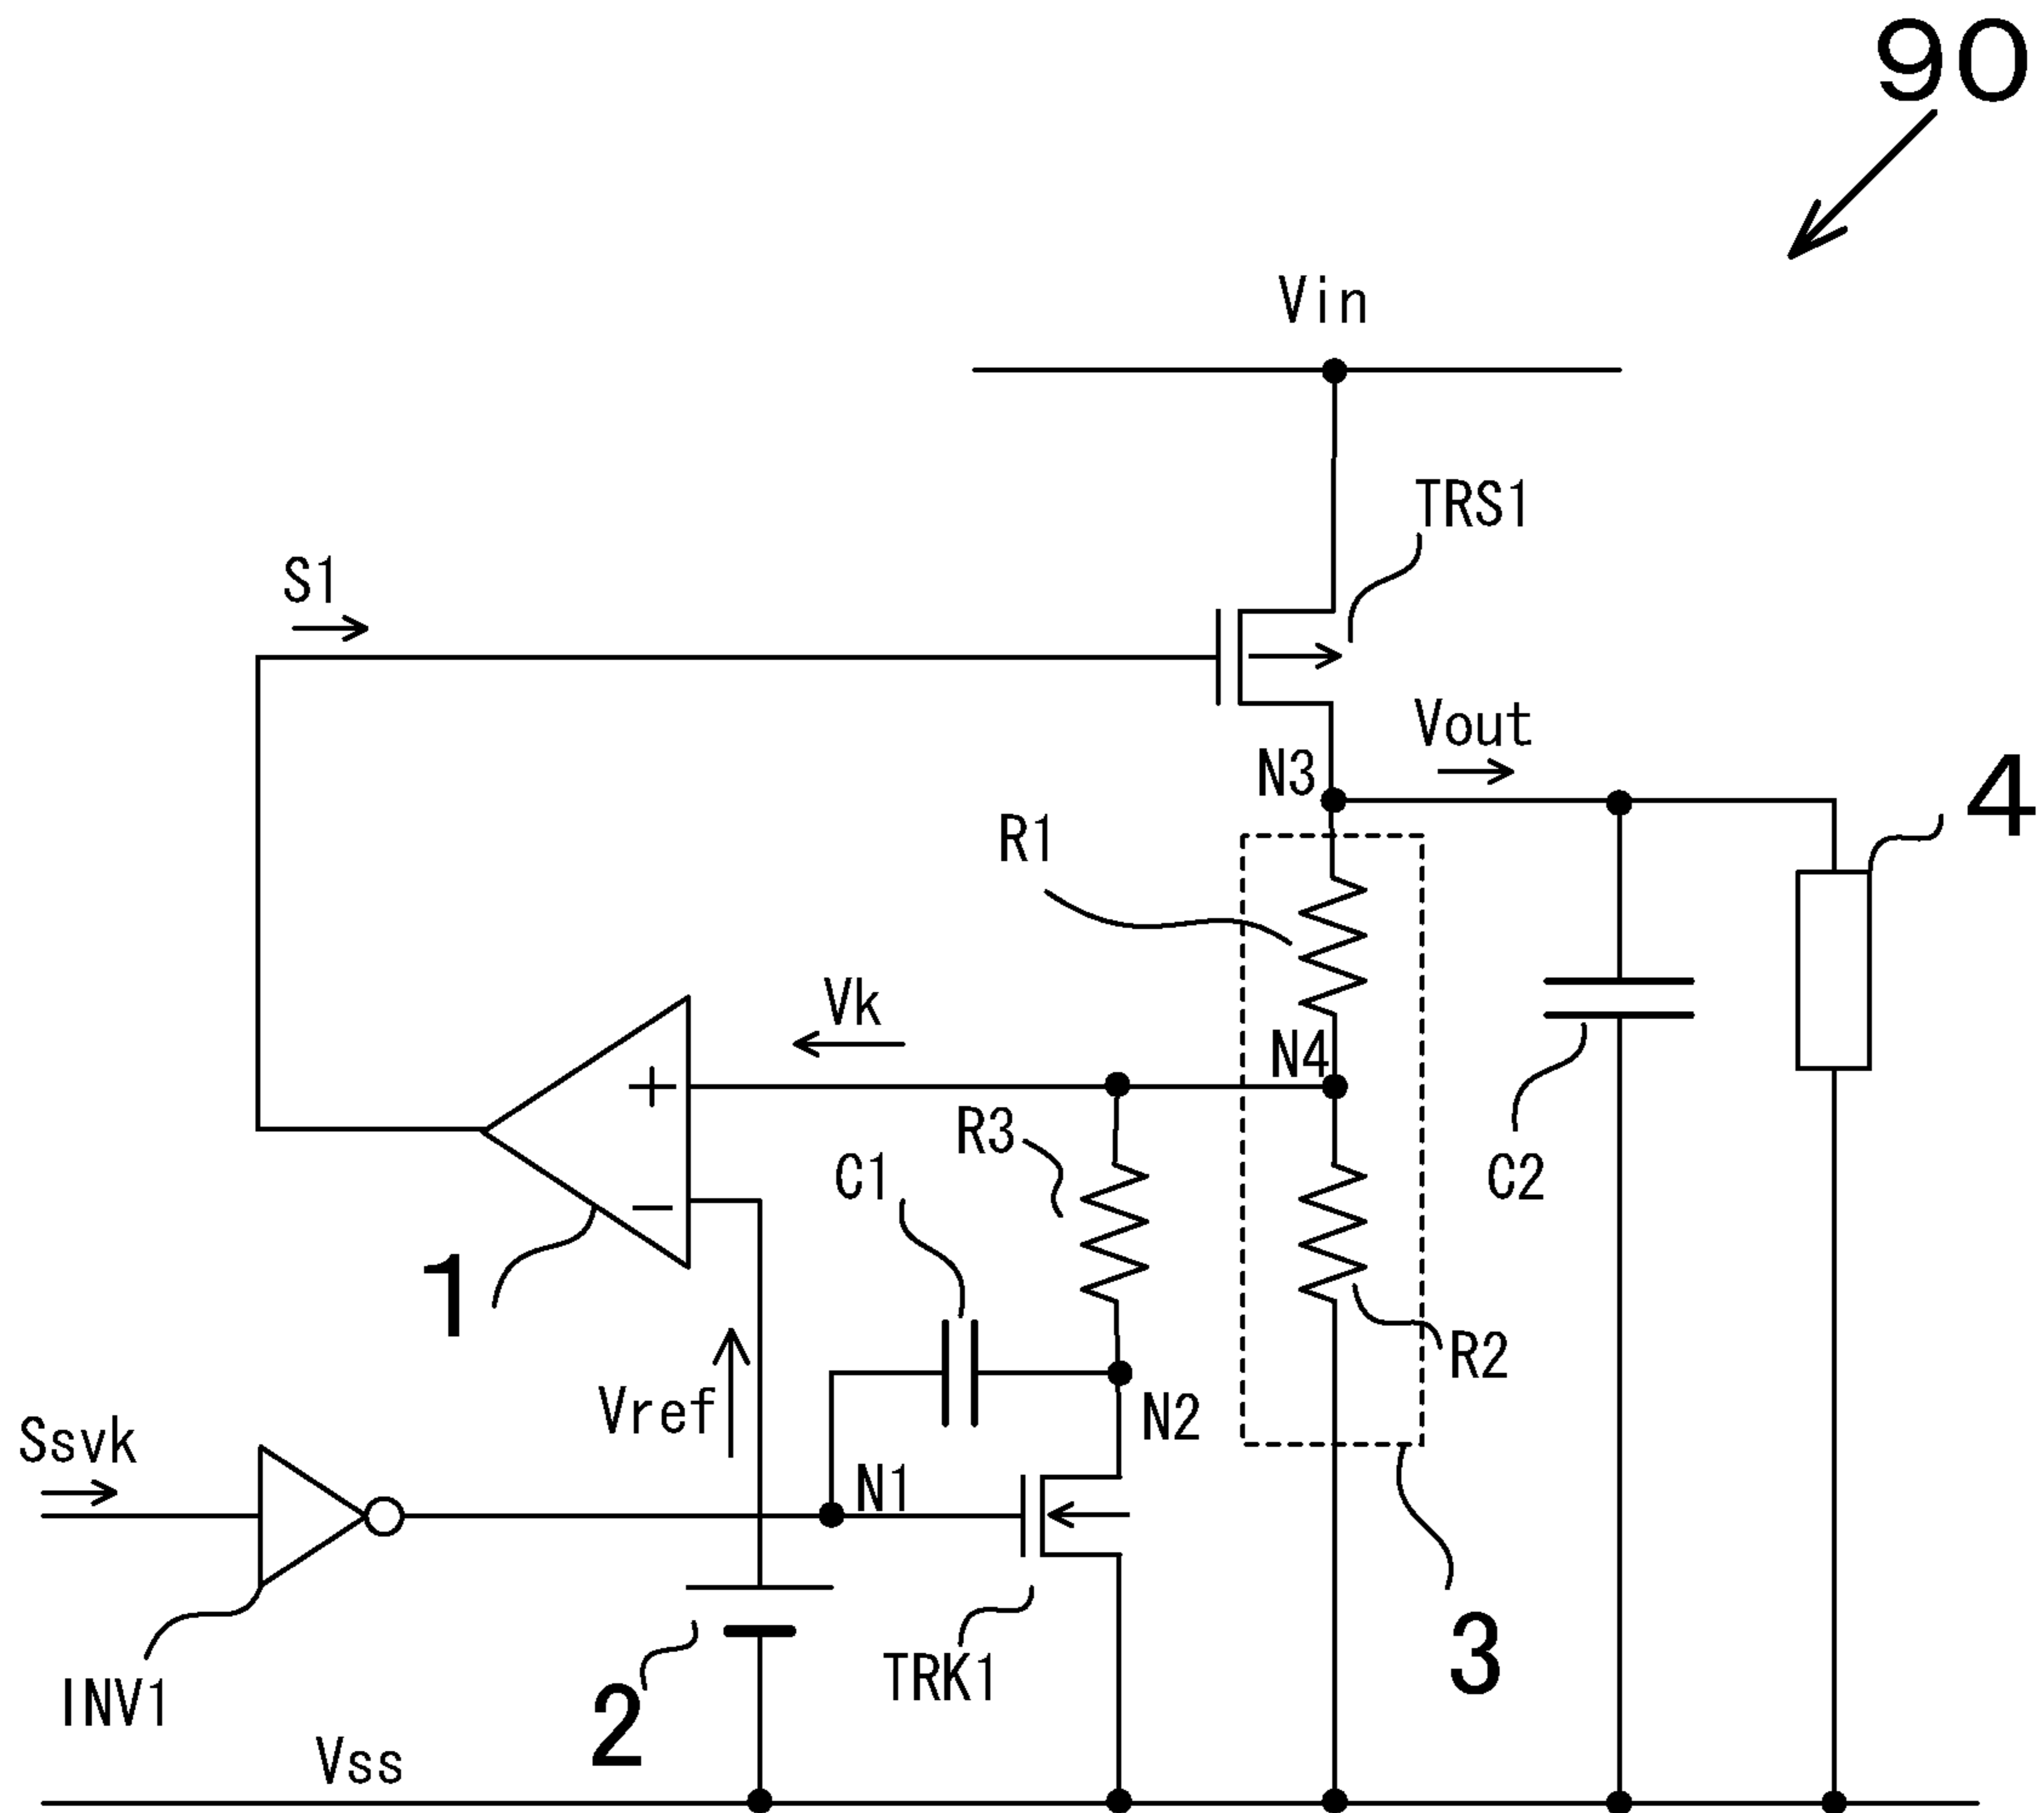 90
Vin
TRS1
S1
Vout
N3
4
R1
Vk
N4
+
R3
C1
C2
−
1
R2
Vref
N2
Ssvk
N1
3
TRK1
INV1
2
Vss